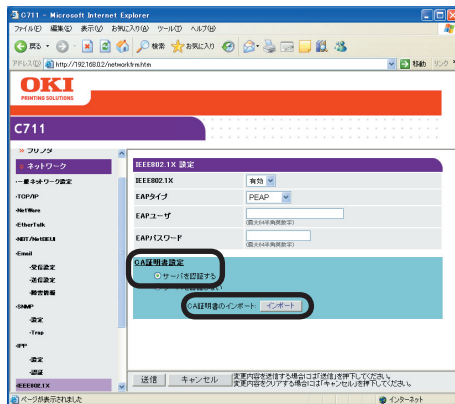 C711 - Microsoft Internet Explorer
ファイル(F) 編集(E) 表示(V) お気に入り(A) ツール(T) ヘルプ(H)
戻る 検索 お気に入り
アドレス(D) http://192.168.0.2/networkfrm.htm 移動 リンク
OKI
PRINTING SOLUTIONS
C711
» プリンタ
» ネットワーク
-一般ネットワーク設定
-TCP/IP
-NetWare
-EtherTalk
-NBT/NetBEUI
-Email
-受信設定
-送信設定
-障害情報
-SNMP
-設定
-Trap
-IPP
-設定
-認証
-IEEE802.1X
IEEE802.1X 設定
IEEE802.1X 有効
EAPタイプ PEAP
EAPユーザ
(最大64半角英数字)
EAPパスワード
(最大64半角英数字)
CA証明書設定
サーバを認証する
CA証明書のインポート: インポート
送信 キャンセル
変更内容を送信する場合には「送信」を押下してください。
変更内容をクリアする場合には「キャンセル」を押下してください。
ページが表示されました インターネット